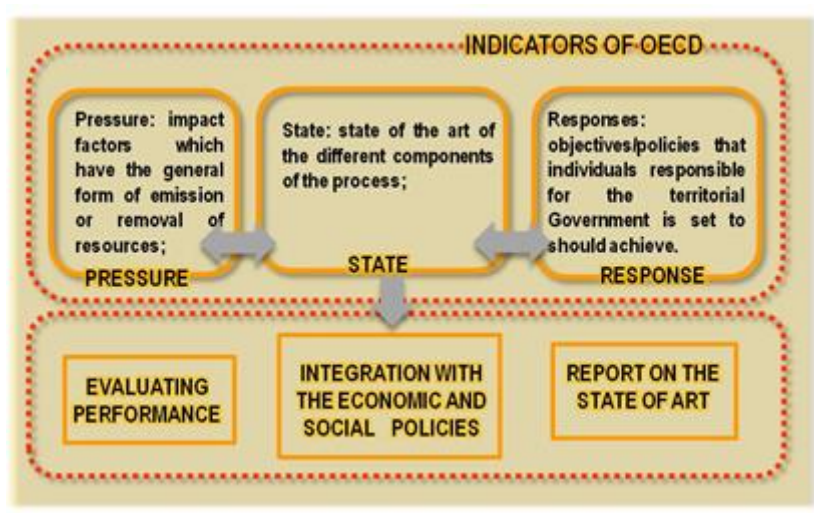 INDICATORS OF OECD
Pressure: impact
factors which
have the general
form of emission
or removal of
resources;
PRESSURE
State: state of the art of
the different components
of the process;
STATE
Responses:
objectives/policies that
individuals responsible
for the territorial
Government is set to
should achieve.
RESPONSE
EVALUATING
PERFORMANCE
INTEGRATION WITH
THE ECONOMIC AND
SOCIAL POLICIES
REPORT ON THE
STATE OF ART